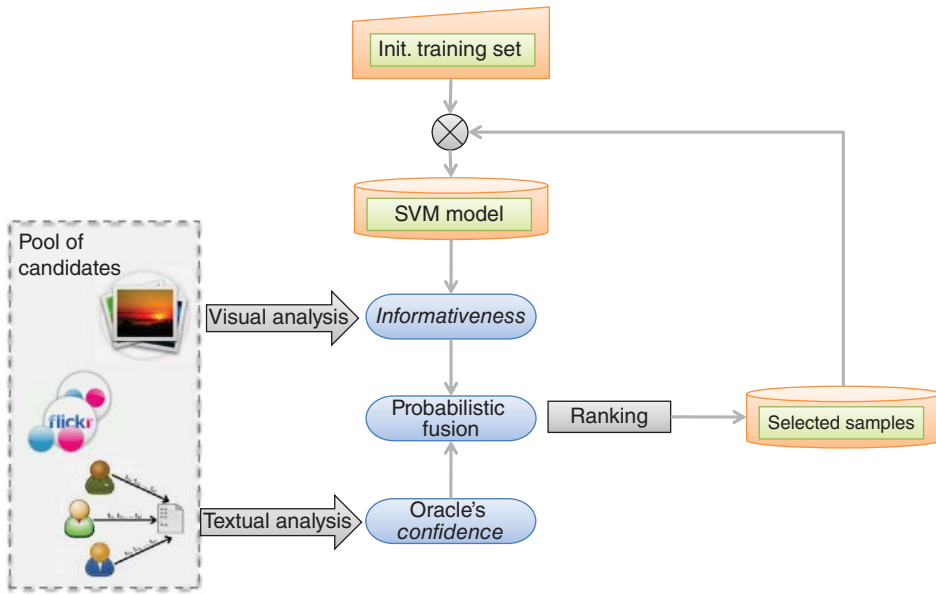 Init. training set
SVM model
Pool of
candidates
Visual analysis
Informativeness
flickr
Probabilistic
fusion
Ranking
Selected samples
Textual analysis
Oracle's
confidence